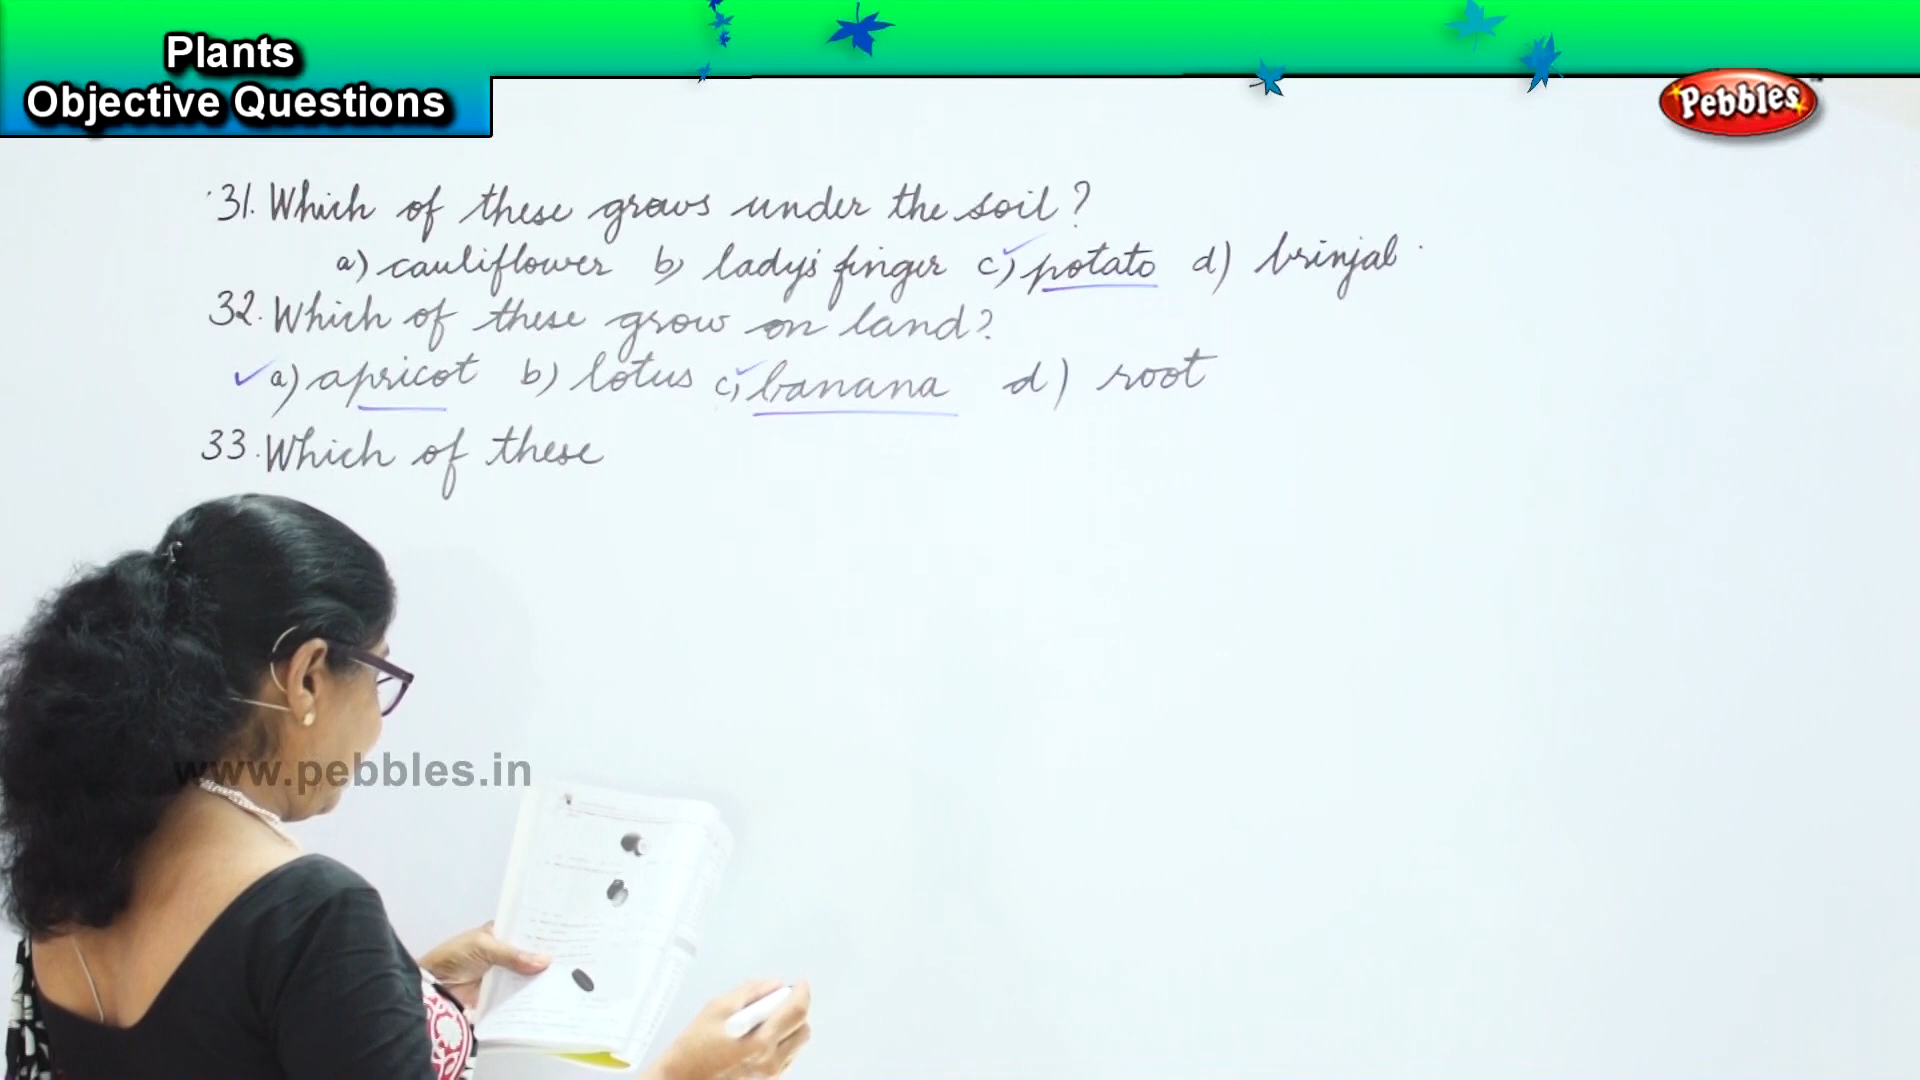 Plants
Objective Questions
Pebbles
31. Which of these grows under the soil?
a) cauliflower b) lady's finger c) potato d) brinjal
32. Which of these grow on land?
a) apricot b) lotus c) banana d) root
33. Which of these
www.pebbles.in